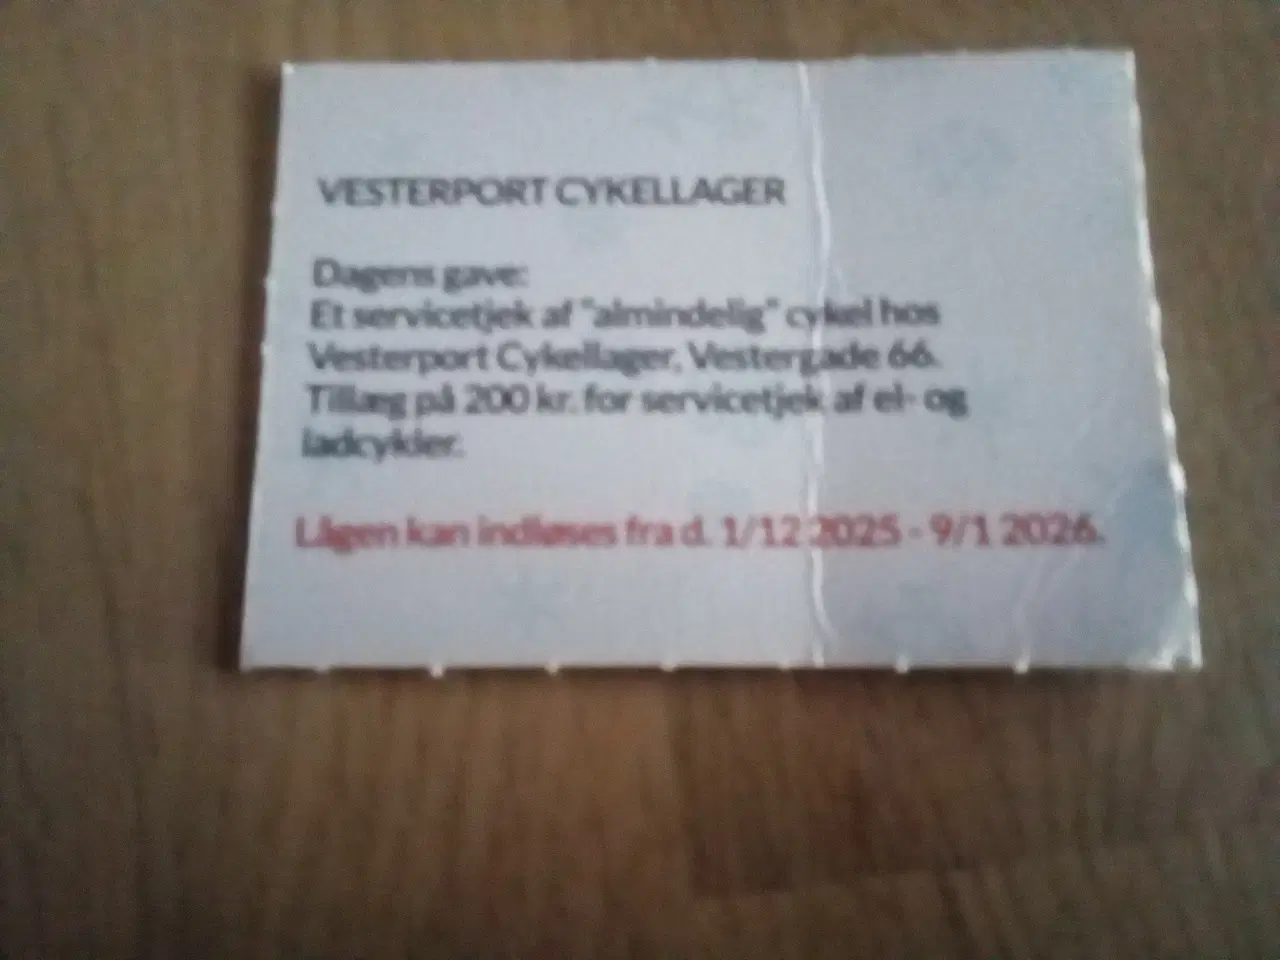 VESTERPORT CYKELLAGER
Dagens gave:
Et servicetjek af "almindelig" cykel hos
Vesterport Cykellager, Vestergade 66.
Tillæg på 200 kr. for servicetjek af el- og
ladcykler.
Lågen kan indløses fra d. 1/12 2025 - 9/1 2026.